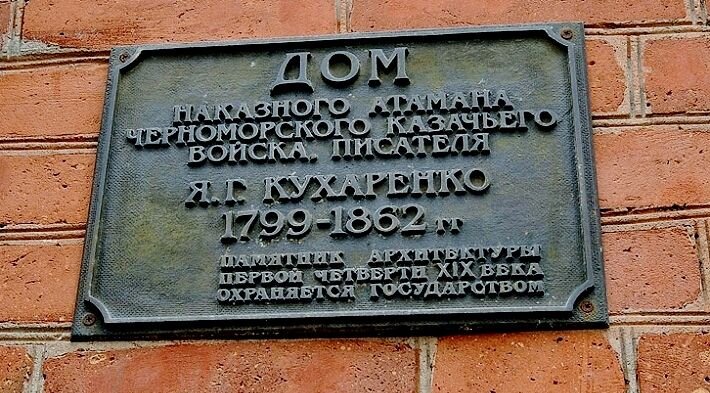 ДОМ
НАКАЗНОГО АТАМАНА
ЧЕРНОМОРСКОГО КАЗАЧЬЕГО
ВОЙСКА, ПИСАТЕЛЯ
Я.Г. КУХАРЕНКО
1799-1862 гг
ПАМЯТНИК АРХИТЕКТУРЫ
ПЕРВОЙ ЧЕТВЕРТИ XIX ВЕКА
ОХРАНЯЕТСЯ ГОСУДАРСТВОМ